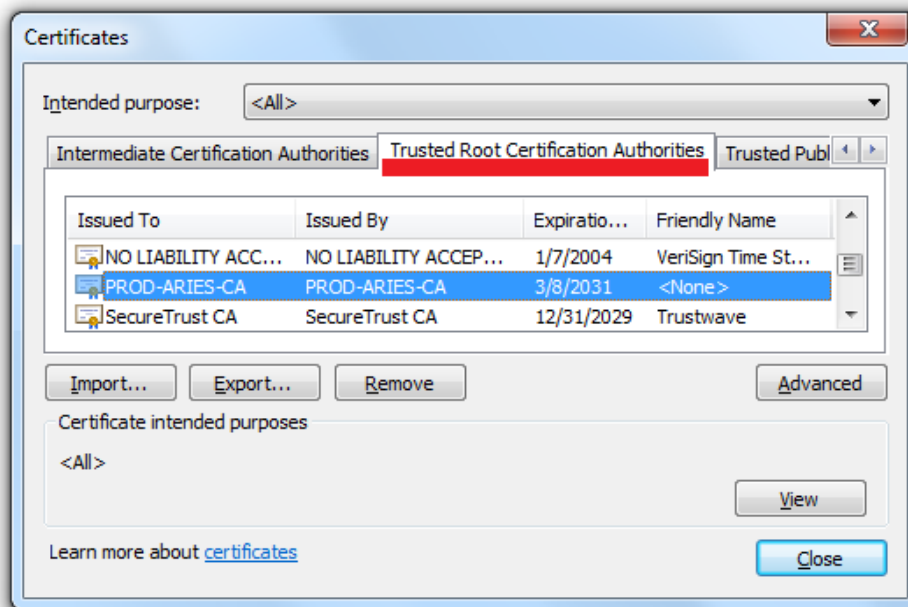 Certificates
Intended purpose: <All>
Intermediate Certification Authorities Trusted Root Certification Authorities Trusted Publ
Issued To Issued By Expiratio... Friendly Name
NO LIABILITY ACC... NO LIABILITY ACCEP... 1/7/2004 VeriSign Time St...
PROD-ARIES-CA PROD-ARIES-CA 3/8/2031 <None>
SecureTrust CA SecureTrust CA 12/31/2029 Trustwave
Import... Export... Remove Advanced
Certificate intended purposes
<All>
View
Learn more about certificates
Close